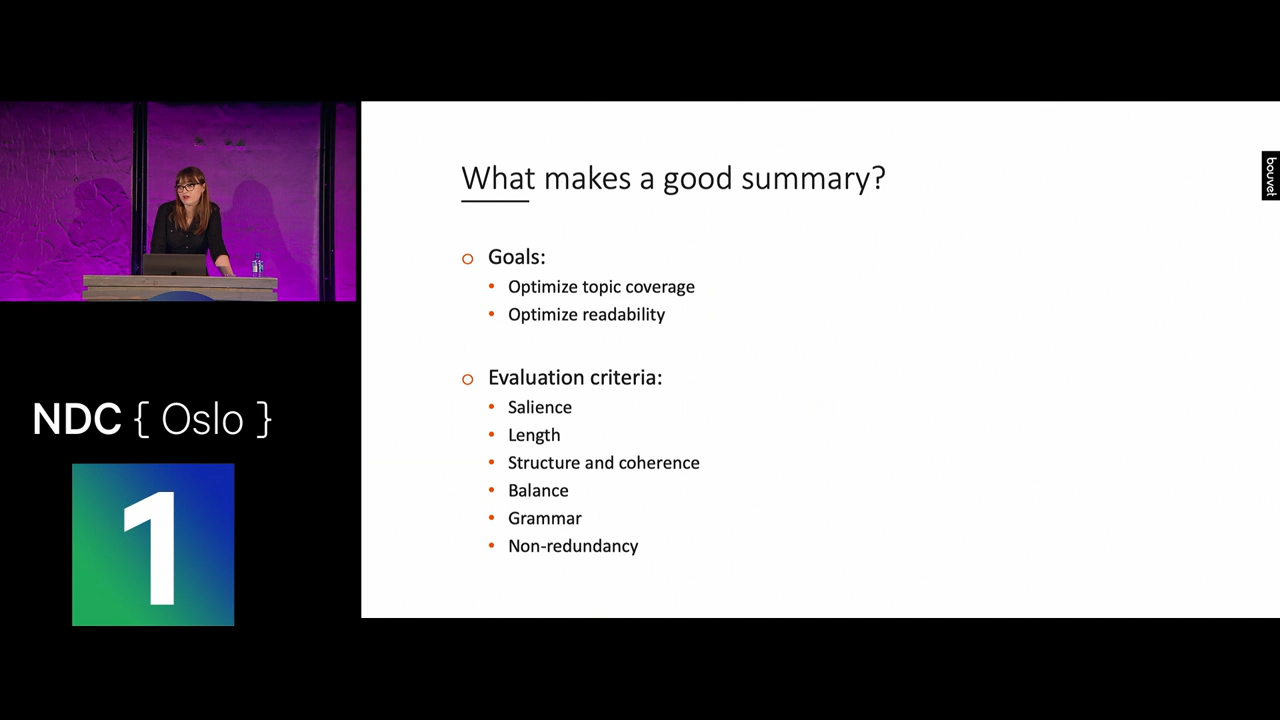 What makes a good summary?
bouvet
Goals:
Optimize topic coverage
Optimize readability
Evaluation criteria:
Salience
Length
Structure and coherence
Balance
Grammar
Non-redundancy
NDC { Oslo }
1